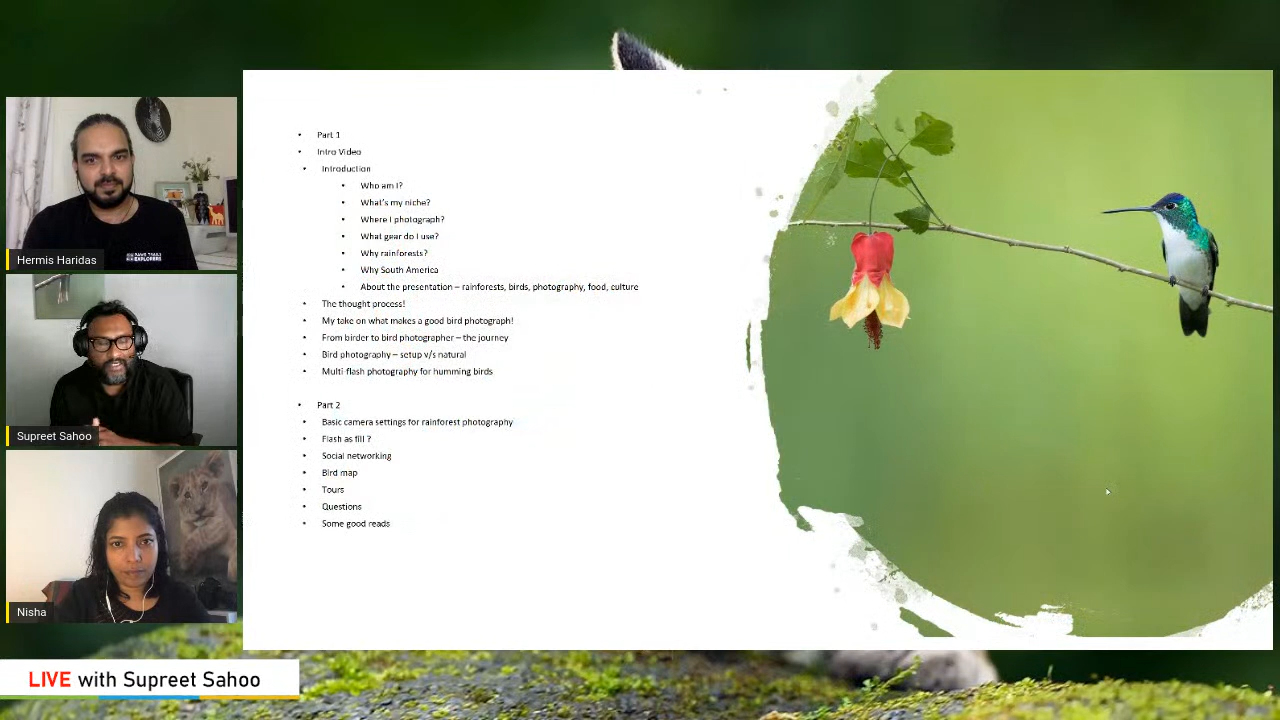 Part 1
Intro Video
Introduction
Who am I?
What's my niche?
Where I photograph?
What gear do I use?
Why rainforests?
Why South America
About the presentation – rainforests, birds, photography, food, culture
The thought process!
My take on what makes a good bird photograph!
From birder to bird photographer – the journey
Bird photography – setup v/s natural
Multi-flash photography for humming birds
Part 2
Basic camera settings for rainforest photography
Flash as fill ?
Social networking
Bird map
Tours
Questions
Some good reads
PAWS TRAILS
EXPLORERS
Hermis Haridas
Supreet Sahoo
Nisha
LIVE with Supreet Sahoo